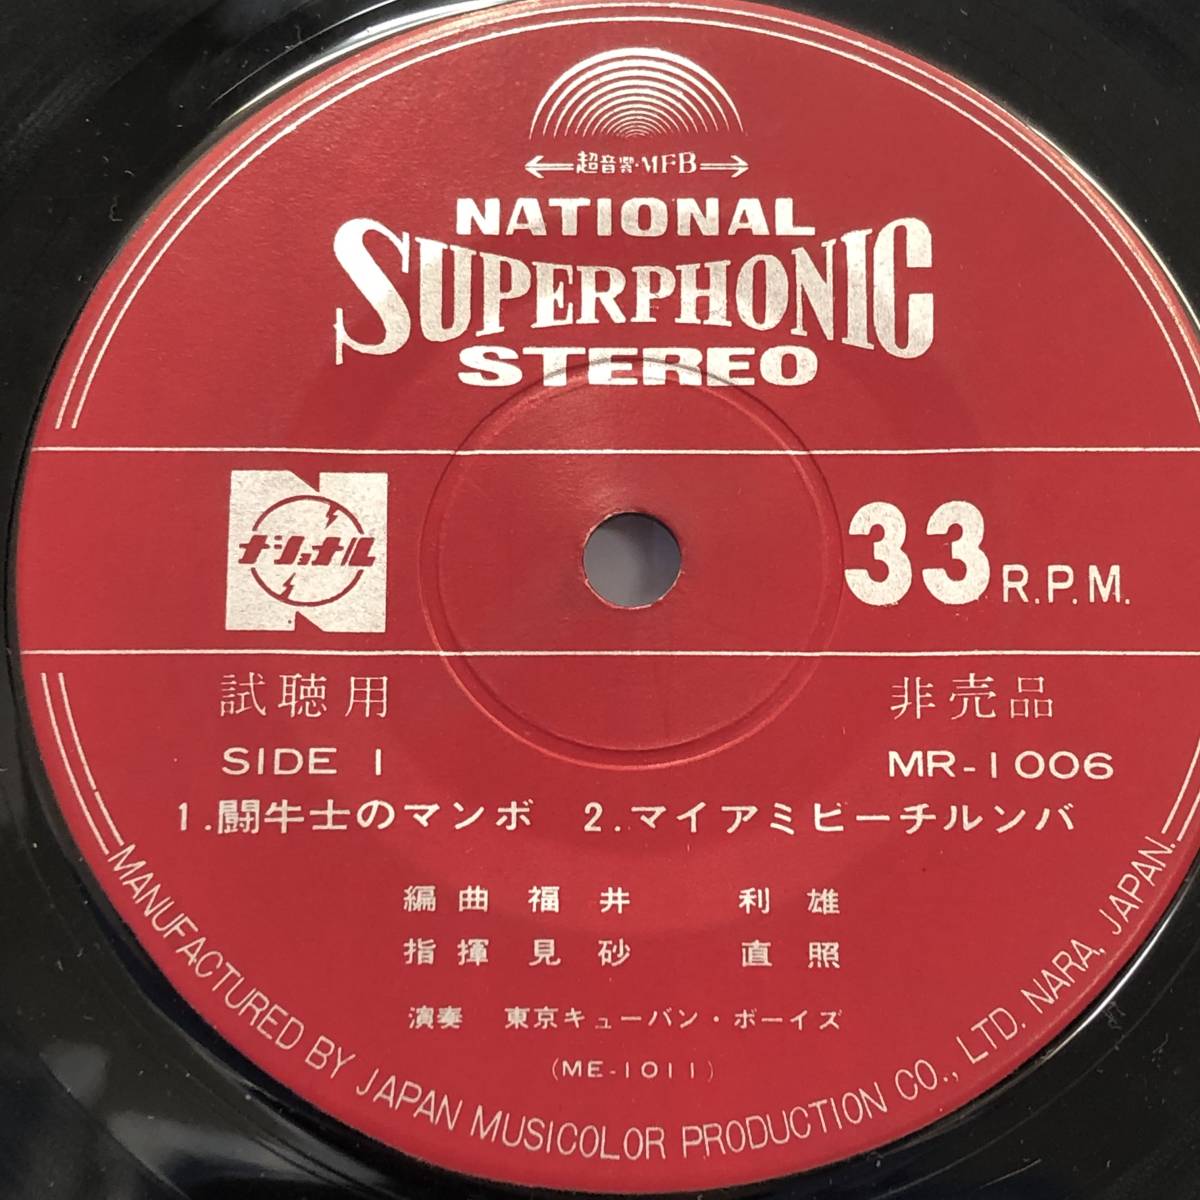 超音響・MFB
NATIONAL
SUPERPHONIC
STEREO
N
ナショナル
33 R.P.M.
試聴用 非売品
SIDE 1 MR-1006
1.闘牛士のマンボ 2.マイアミビーチルンバ
編曲 福井 利雄
指揮 見砂 直照
演奏 東京キューバン・ボーイズ
(ME-1011)
MANUFACTURED BY JAPAN MUSICOLOR PRODUCTION CO., LTD. NARA, JAPAN.